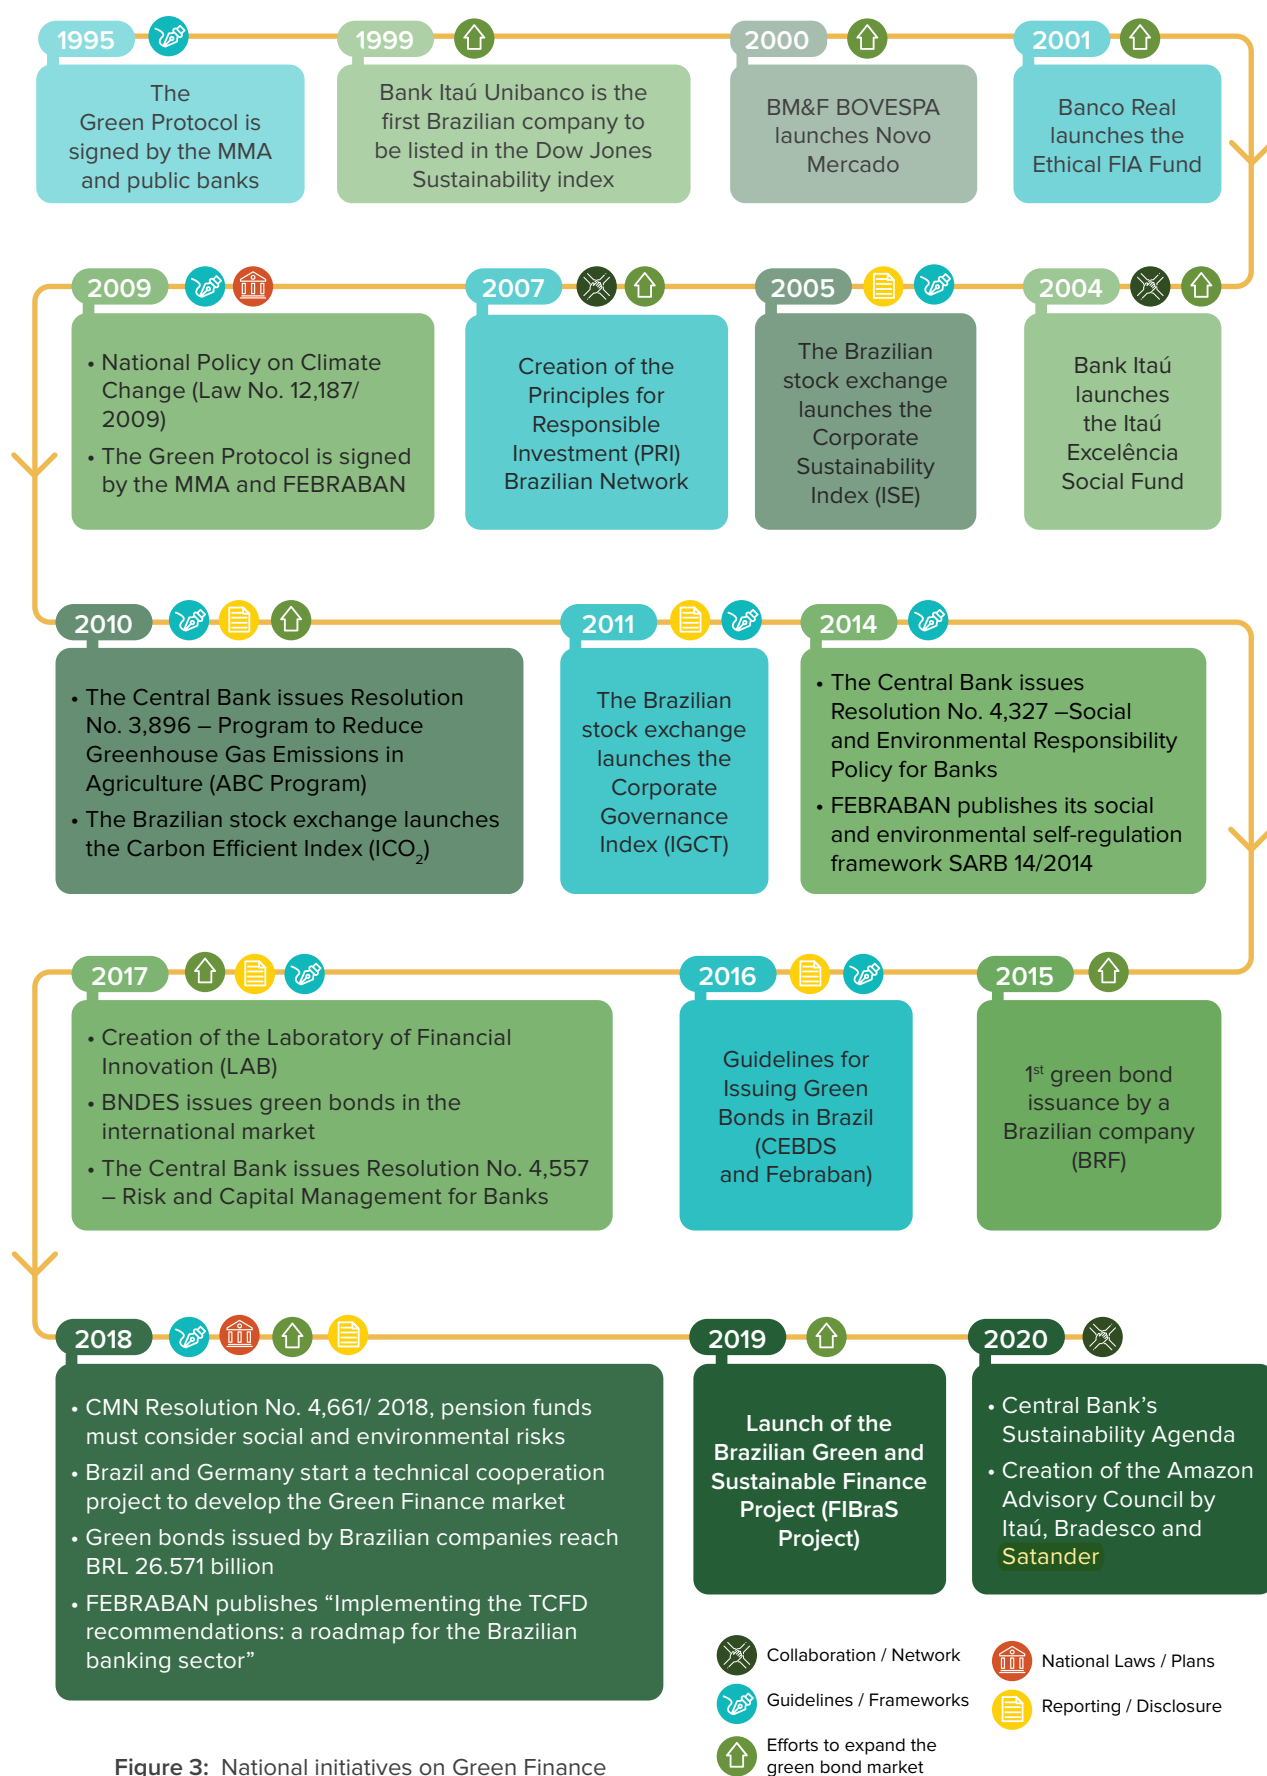 1995
The
Green Protocol is
signed by the MMA
and public banks
1999
Bank Itaú Unibanco is the
first Brazilian company to
be listed in the Dow Jones
Sustainability index
2000
BM&F BOVESPA
launches Novo
Mercado
2001
Banco Real
launches the
Ethical FIA Fund
2004
Bank Itaú
launches
the Itaú
Excelência
Social Fund
2005
The Brazilian
stock exchange
launches the
Corporate
Sustainability
Index (ISE)
2007
Creation of the
Principles for
Responsible
Investment (PRI)
Brazilian Network
2009
• National Policy on Climate
Change (Law No. 12,187/
2009)
• The Green Protocol is signed
by the MMA and FEBRABAN
2010
• The Central Bank issues Resolution
No. 3,896 – Program to Reduce
Greenhouse Gas Emissions in
Agriculture (ABC Program)
• The Brazilian stock exchange launches
the Carbon Efficient Index (ICO₂)
2011
The Brazilian
stock exchange
launches the
Corporate
Governance
Index (IGCT)
2014
• The Central Bank issues
Resolution No. 4,327 –Social
and Environmental Responsibility
Policy for Banks
• FEBRABAN publishes its social
and environmental self-regulation
framework SARB 14/2014
2015
1st green bond
issuance by a
Brazilian company
(BRF)
2016
Guidelines for
Issuing Green
Bonds in Brazil
(CEBDS
and Febraban)
2017
• Creation of the Laboratory of Financial
Innovation (LAB)
• BNDES issues green bonds in the
international market
• The Central Bank issues Resolution No. 4,557
– Risk and Capital Management for Banks
2018
• CMN Resolution No. 4,661/ 2018, pension funds
must consider social and environmental risks
• Brazil and Germany start a technical cooperation
project to develop the Green Finance market
• Green bonds issued by Brazilian companies reach
BRL 26.571 billion
• FEBRABAN publishes “Implementing the TCFD
recommendations: a roadmap for the Brazilian
banking sector”
2019
Launch of the
Brazilian Green and
Sustainable Finance
Project (FIBraS
Project)
2020
• Central Bank’s
Sustainability Agenda
• Creation of the Amazon
Advisory Council by
Itaú, Bradesco and
Satander
Collaboration / Network
National Laws / Plans
Guidelines / Frameworks
Reporting / Disclosure
Efforts to expand the
green bond market
Figure 3: National initiatives on Green Finance